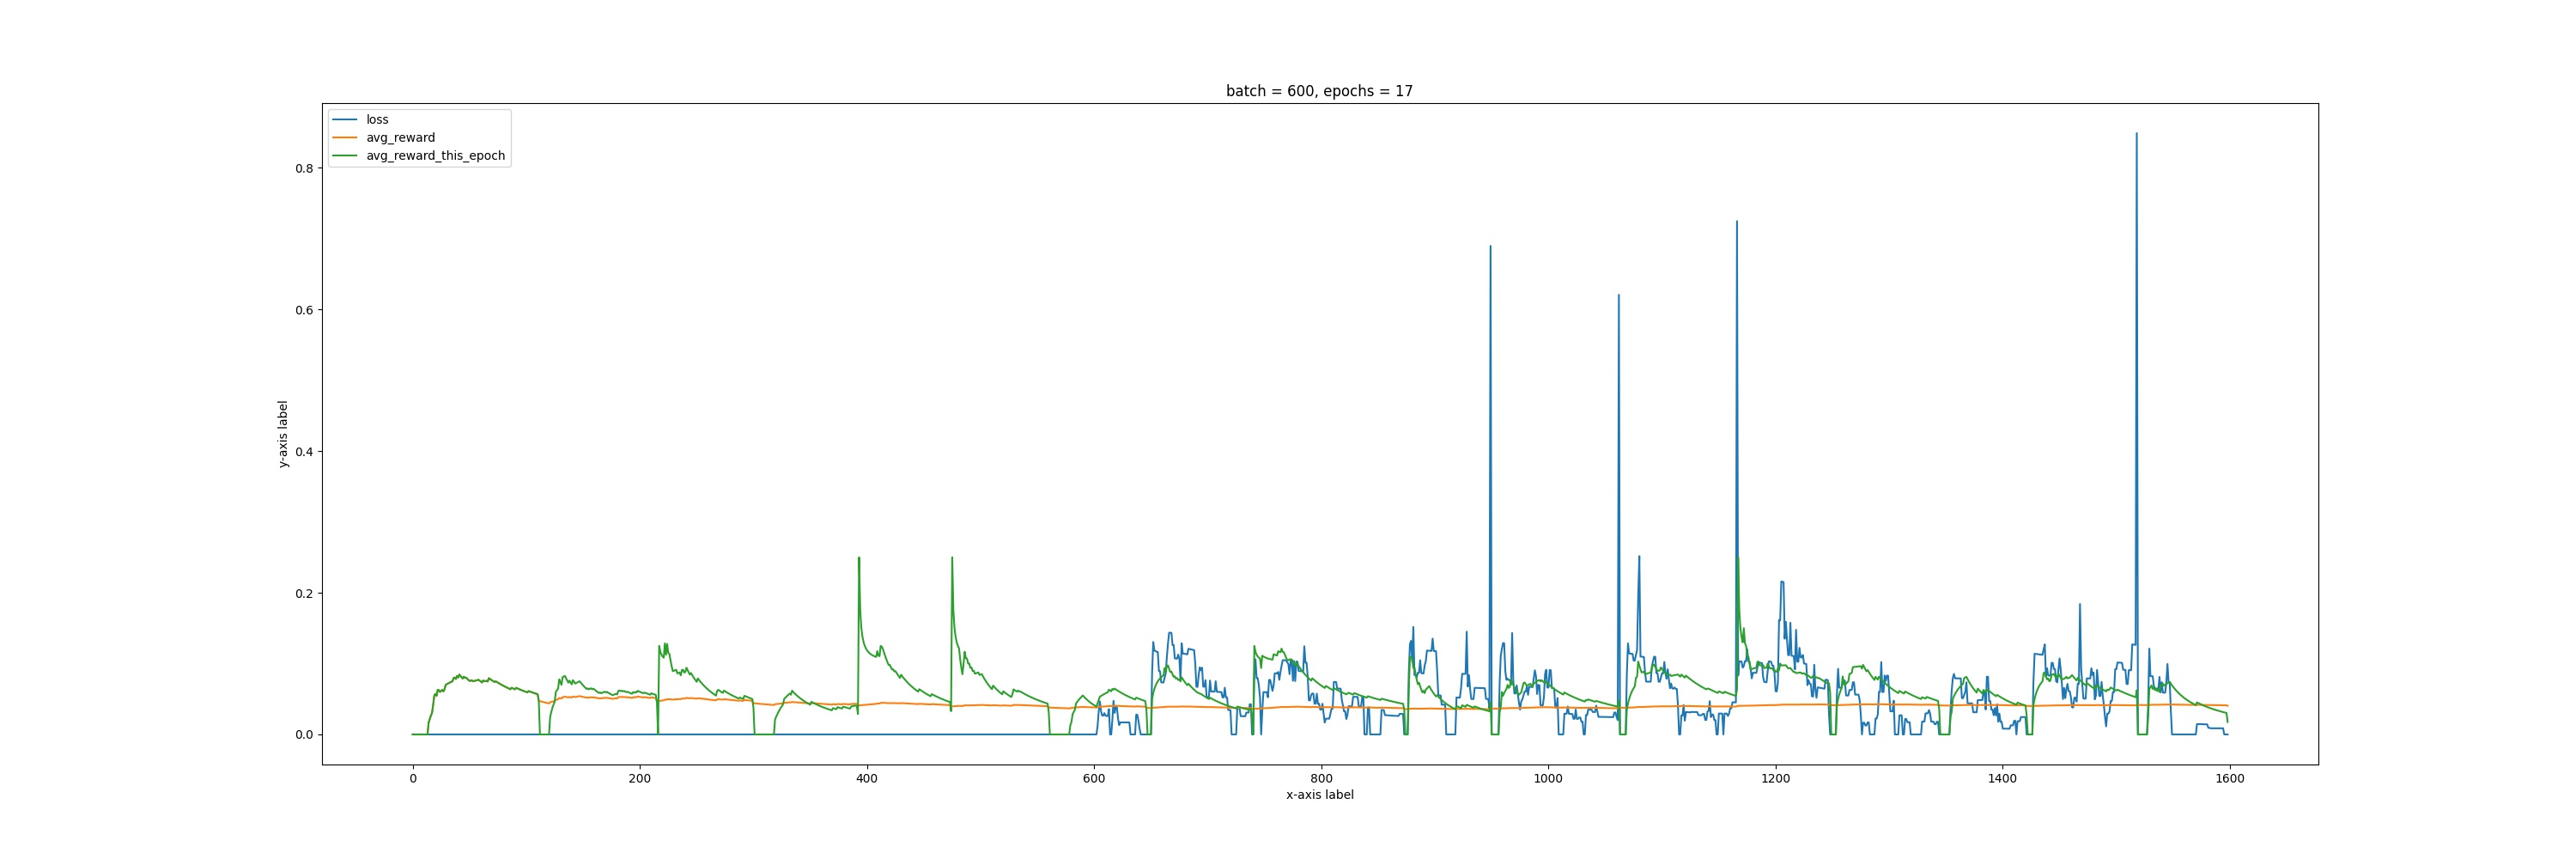 batch = 600, epochs = 17
loss
avg_reward
avg_reward_this_epoch
0.8
0.6
0.4
0.2
0.0
y-axis label
0 200 400 600 800 1000 1200 1400 1600
x-axis label